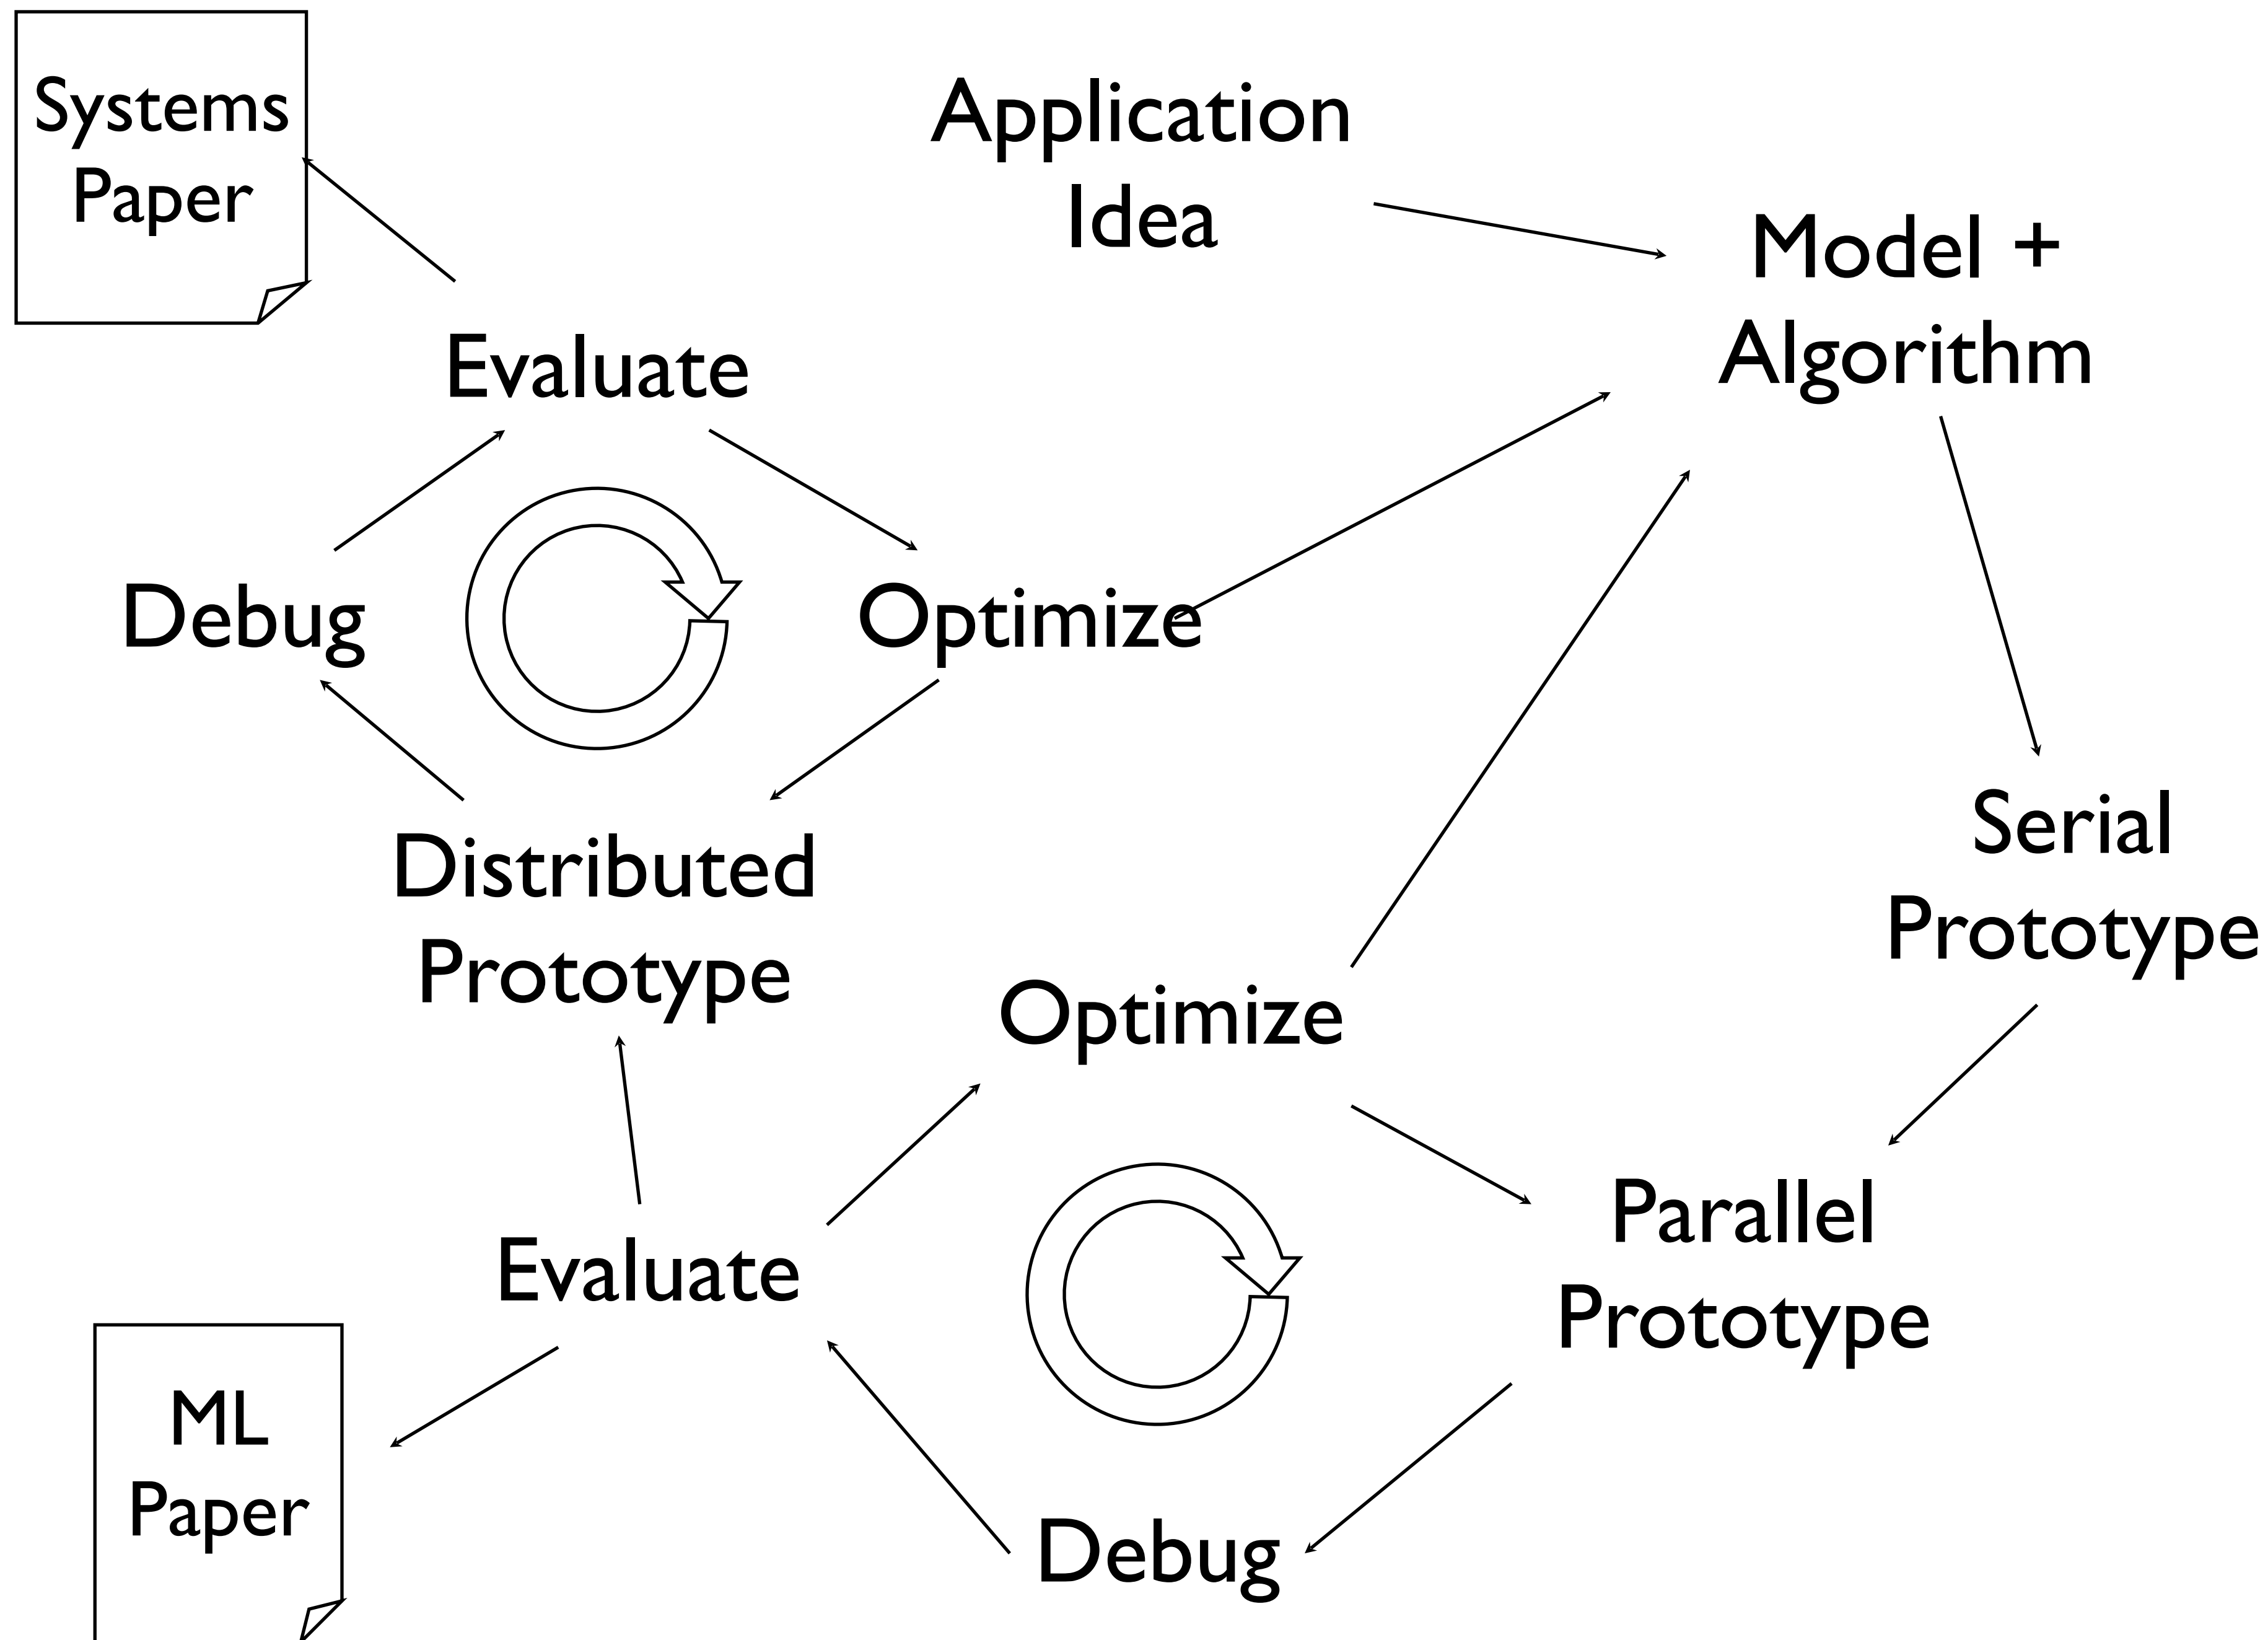 Systems
Paper
Application
Idea
Model +
Algorithm
Evaluate
Debug
Optimize
Distributed
Prototype
Serial
Prototype
Optimize
Parallel
Prototype
Evaluate
ML
Paper
Debug